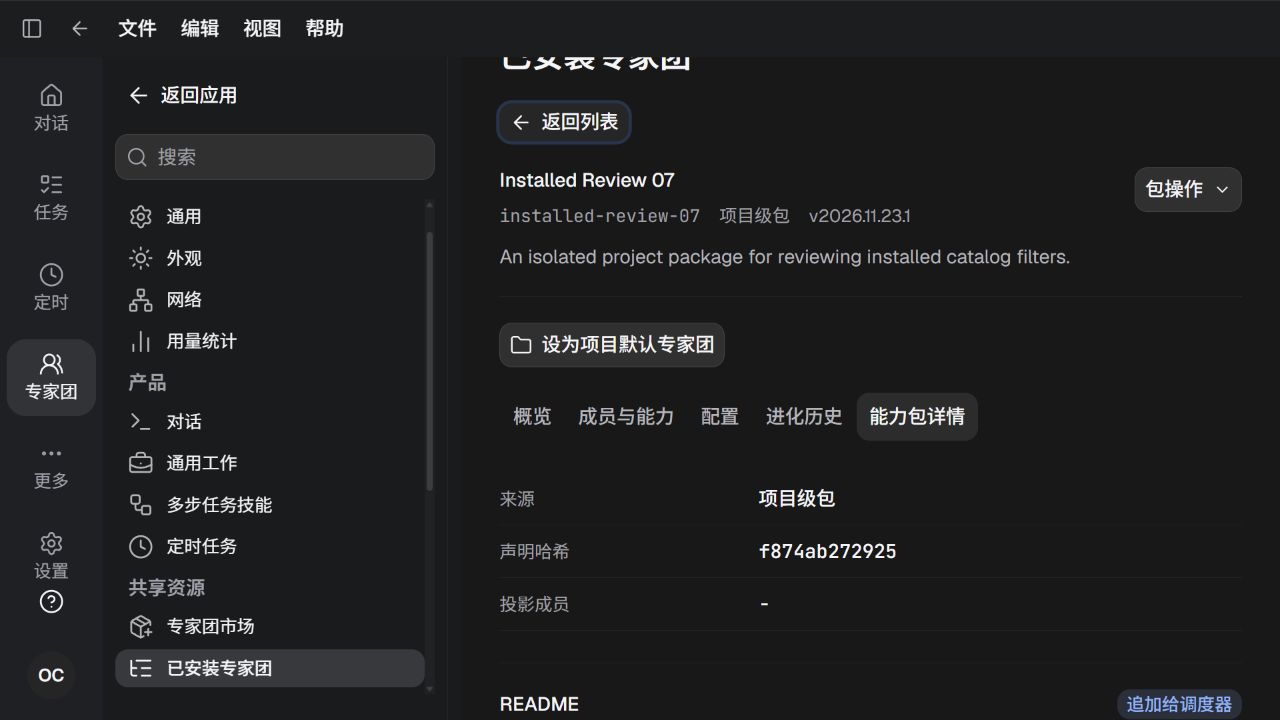 文件 编辑 视图 帮助
对话
任务
定时
专家团
更多
设置
OC
返回应用
搜索
通用
外观
网络
用量统计
产品
对话
通用工作
多步任务技能
定时任务
共享资源
专家团市场
已安装专家团
已安装专家团
返回列表
Installed Review 07
包操作
installed-review-07 项目级包 v2026.11.23.1
An isolated project package for reviewing installed catalog filters.
设为项目默认专家团
概览 成员与能力 配置 进化历史 能力包详情
来源 项目级包
声明哈希 f874ab272925
投影成员 -
README 追加给调度器